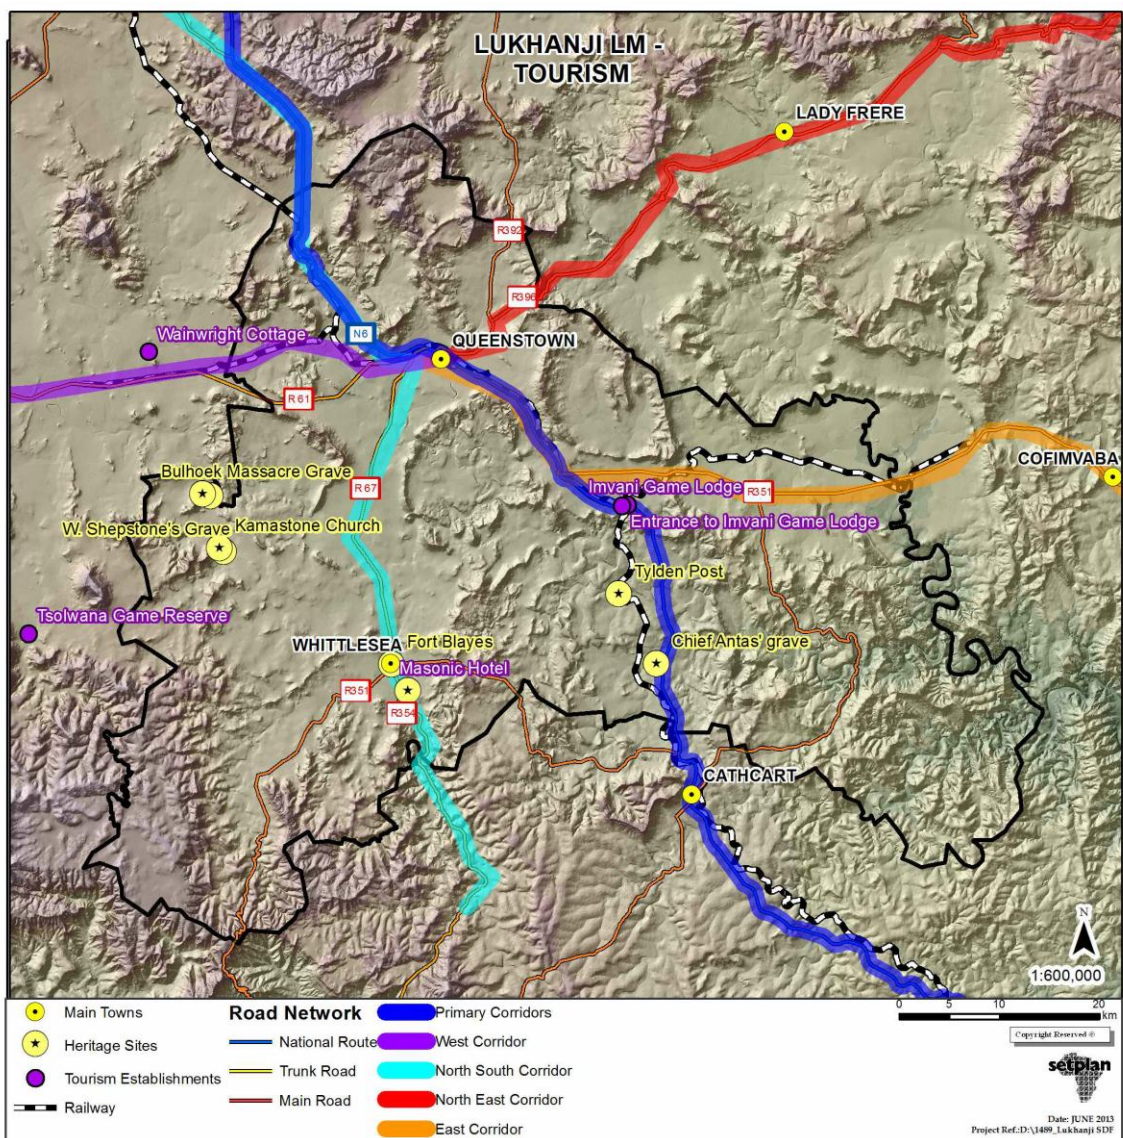 LUKHANJI LM -
TOURISM
LADY FRERE
R392
R396
N6
Wainwright Cottage
QUEENSTOWN
R 61
COFIMVABA
Bulhoek Massacre Grave
R 67
Imvani Game Lodge
R351
Entrance to Imvani Game Lodge
W. Shepstone's Grave
Kamastone Church
Tylden Post
Tsolwana Game Reserve
WHITTLESEA
Fort Blayes
Chief Antas' grave
Masonic Hotel
R351
R354
CATHCART
N
1:600,000
Main Towns
Heritage Sites
Tourism Establishments
Railway
Road Network
National Route
Trunk Road
Main Road
Primary Corridors
West Corridor
North South Corridor
North East Corridor
East Corridor
0 5 10 20
km
Copyright Reserved ©
setplan
Date: JUNE 2013
Project Ref.:D:\1489_Lukhanji SDF